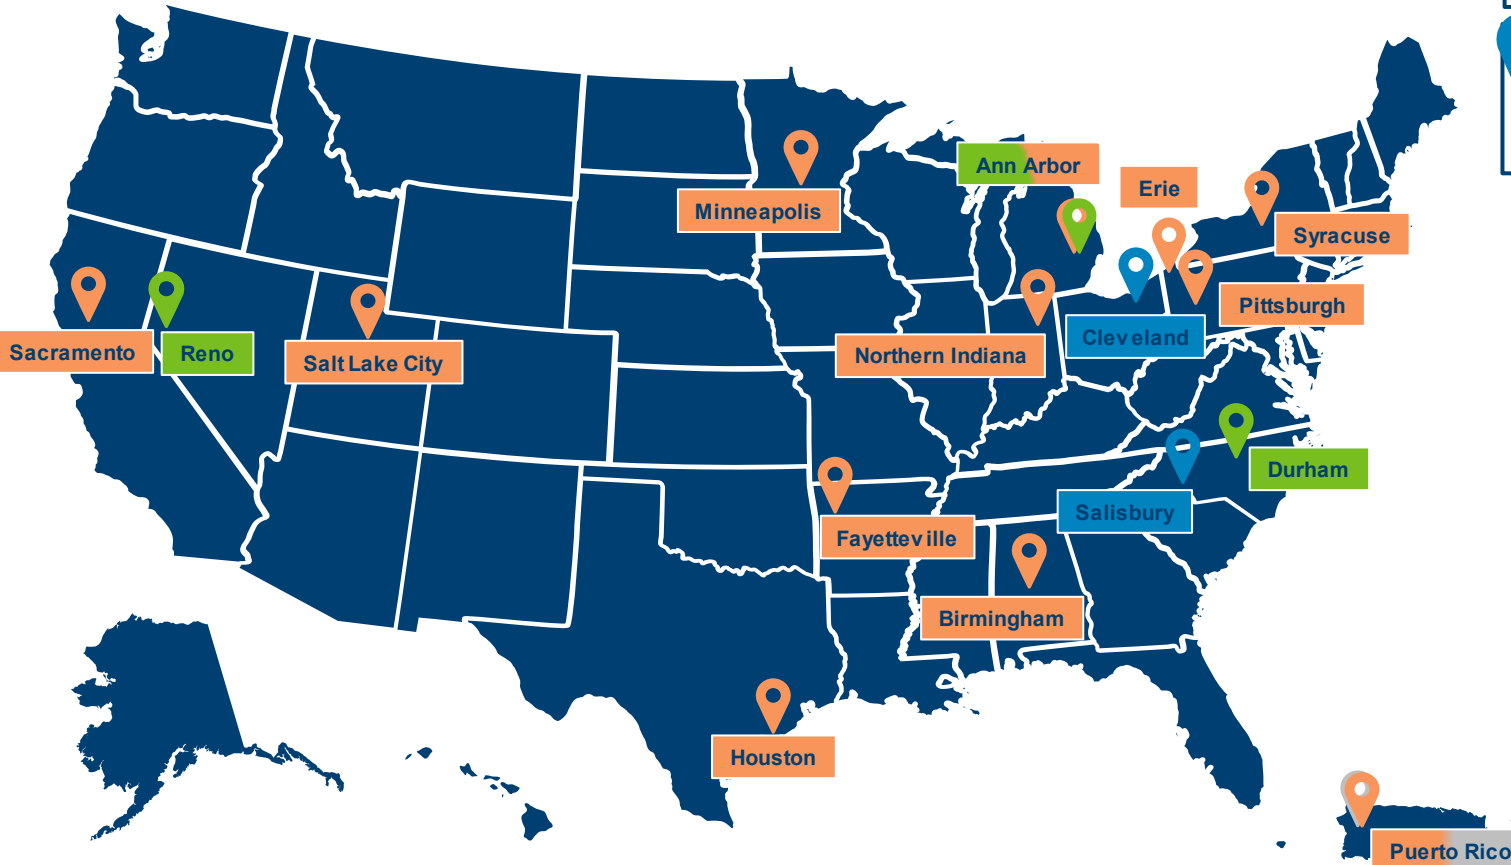 Ann Arbor
Erie
Minneapolis
Syracuse
Pittsburgh
Cleveland
Sacramento
Reno
Salt Lake City
Northern Indiana
Durham
Salisbury
Fayetteville
Birmingham
Houston
Puerto Rico